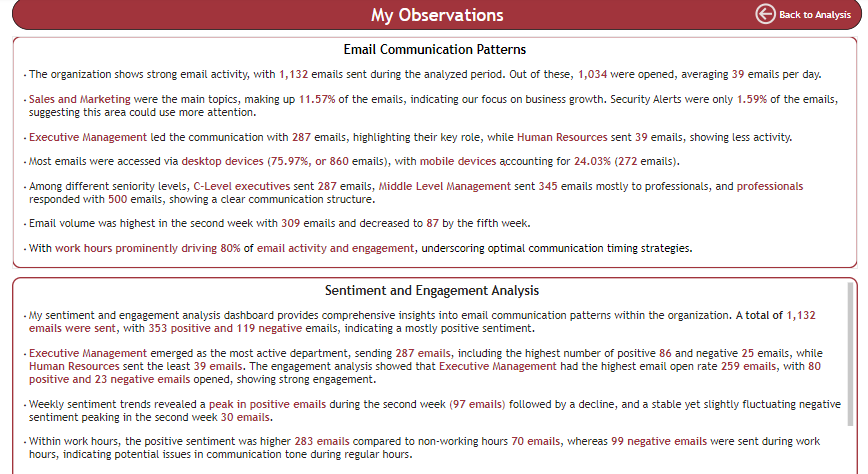 My Observations
Back to Analysis
Email Communication Patterns
· The organization shows strong email activity, with 1,132 emails sent during the analyzed period. Out of these, 1,034 were opened, averaging 39 emails per day.
· Sales and Marketing were the main topics, making up 11.57% of the emails, indicating our focus on business growth. Security Alerts were only 1.59% of the emails,
suggesting this area could use more attention.
· Executive Management led the communication with 287 emails, highlighting their key role, while Human Resources sent 39 emails, showing less activity.
· Most emails were accessed via desktop devices (75.97%, or 860 emails), with mobile devices accounting for 24.03% (272 emails).
· Among different seniority levels, C-Level executives sent 287 emails, Middle Level Management sent 345 emails mostly to professionals, and professionals
responded with 500 emails, showing a clear communication structure.
· Email volume was highest in the second week with 309 emails and decreased to 87 by the fifth week.
· With work hours prominently driving 80% of email activity and engagement, underscoring optimal communication timing strategies.
Sentiment and Engagement Analysis
· My sentiment and engagement analysis dashboard provides comprehensive insights into email communication patterns within the organization. A total of 1,132
emails were sent, with 353 positive and 119 negative emails, indicating a mostly positive sentiment.
· Executive Management emerged as the most active department, sending 287 emails, including the highest number of positive 86 and negative 25 emails, while
Human Resources sent the least 39 emails. The engagement analysis showed that Executive Management had the highest email open rate 259 emails, with 80
positive and 23 negative emails opened, showing strong engagement.
· Weekly sentiment trends revealed a peak in positive emails during the second week (97 emails) followed by a decline, and a stable yet slightly fluctuating negative
sentiment peaking in the second week 30 emails.
· Within work hours, the positive sentiment was higher 283 emails compared to non-working hours 70 emails, whereas 99 negative emails were sent during work
hours, indicating potential issues in communication tone during regular hours.